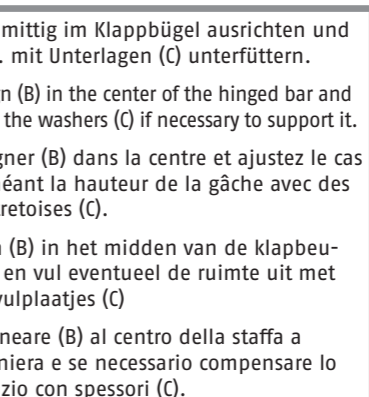 mittig im Klappbügel ausrichten und
. mit Unterlagen (C) unterfüttern.
n (B) in the center of the hinged bar and
the washers (C) if necessary to support it.
gner (B) dans la centre et ajustez le cas
éant la hauteur de la gâche avec des
retoises (C).
(B) in het midden van de klapbeu-
en vul eventueel de ruimte uit met
vulplaatjes (C)
neare (B) al centro della staffa a
niera e se necessario compensare lo
zio con spessori (C).